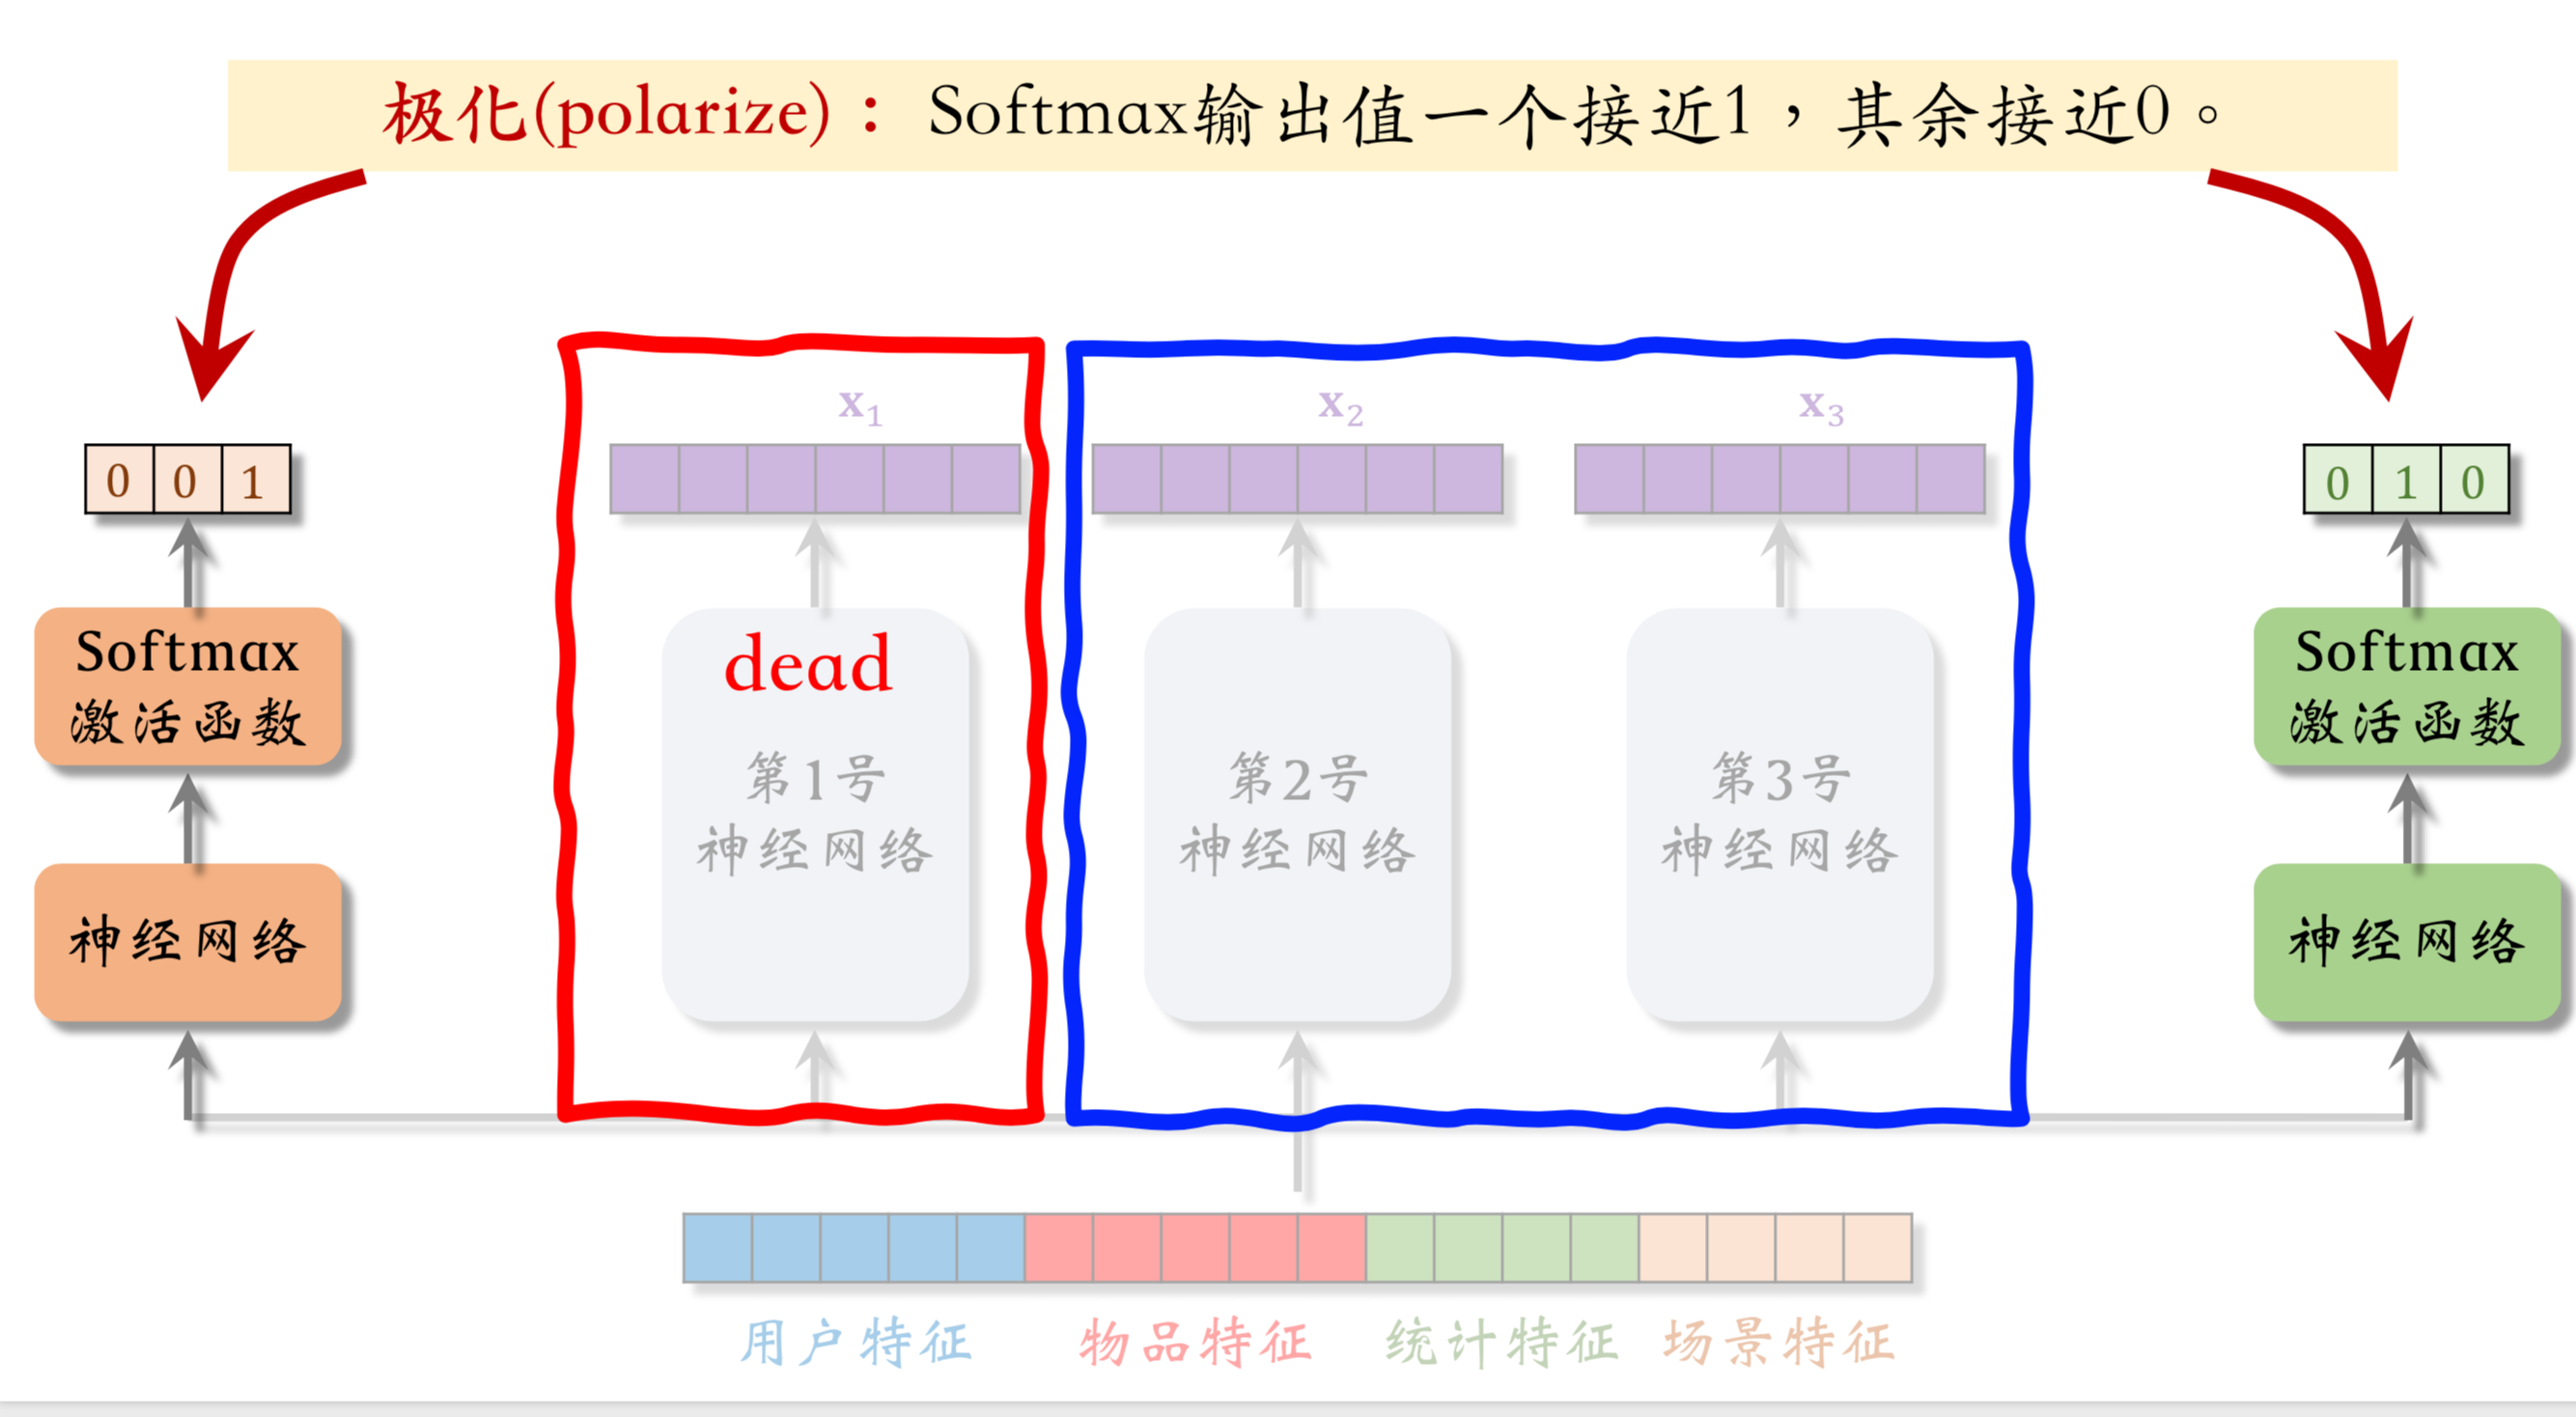 极化(polarize)：Softmax输出值一个接近1，其余接近0。
x1
x2
x3
0 0 1
0 1 0
Softmax
激活函数
神经网络
dead
第1号
神经网络
第2号
神经网络
第3号
神经网络
Softmax
激活函数
神经网络
用户特征
物品特征
统计特征
场景特征